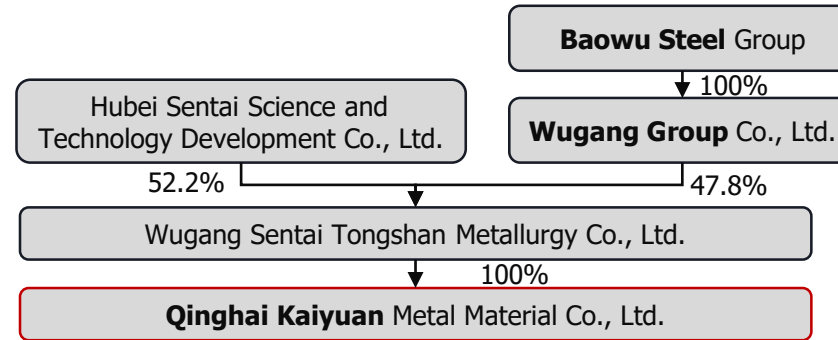 Baowu Steel Group
100%
Hubei Sentai Science and
Technology Development Co., Ltd.
Wugang Group Co., Ltd.
52.2%
47.8%
Wugang Sentai Tongshan Metallurgy Co., Ltd.
100%
Qinghai Kaiyuan Metal Material Co., Ltd.